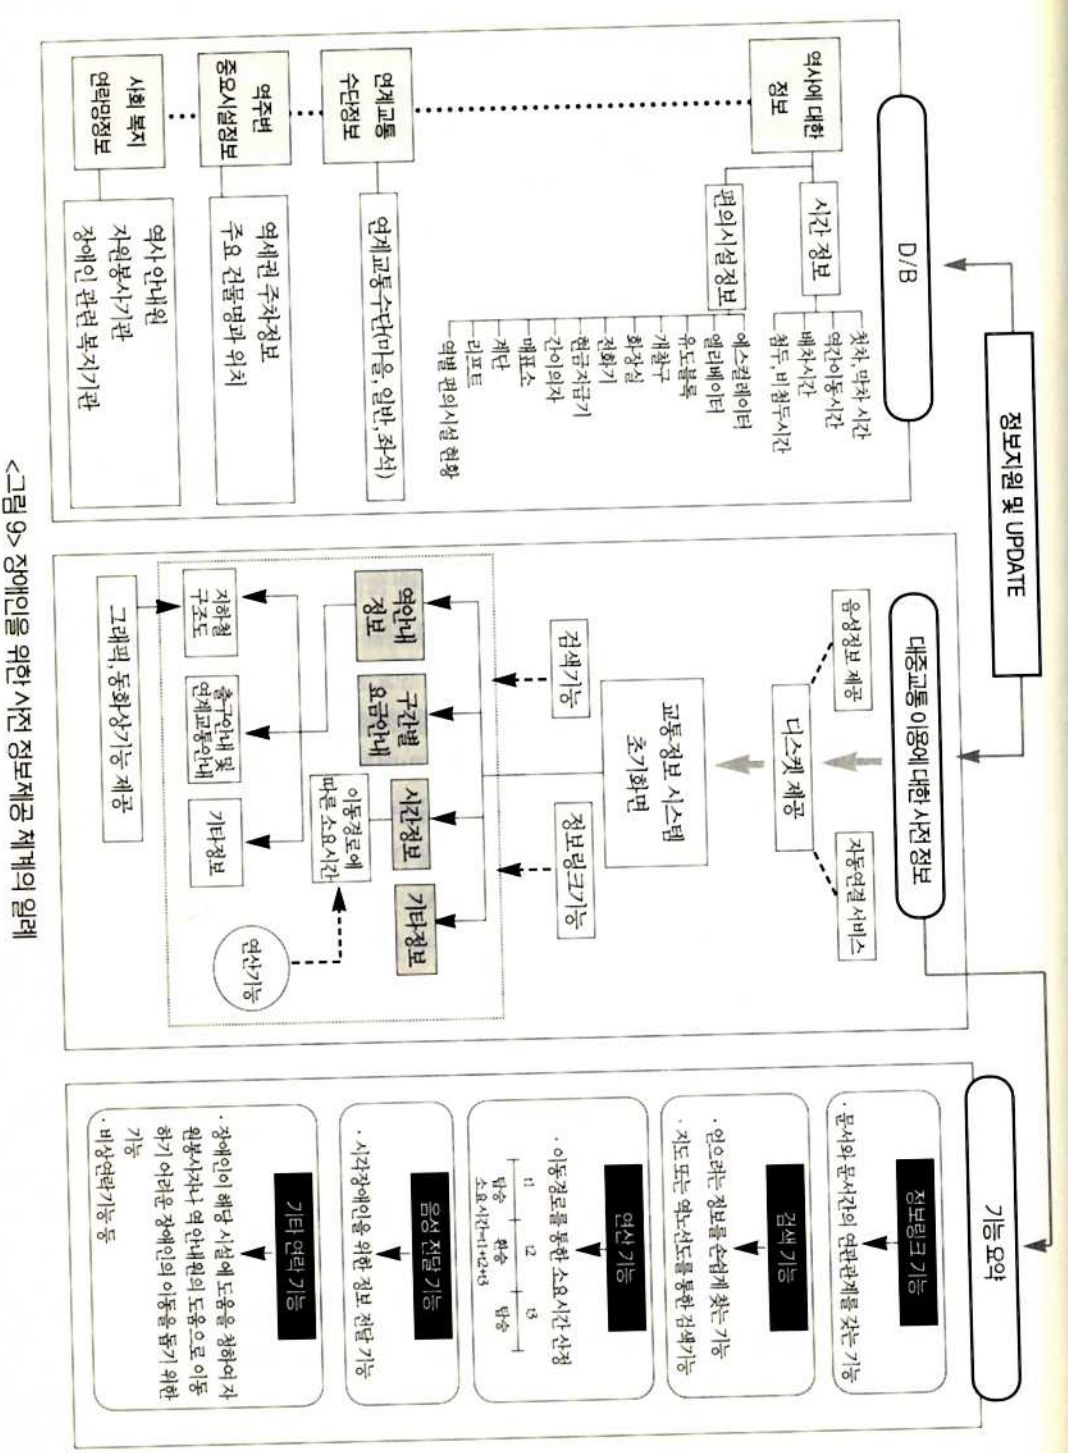 정보지원 및 UPDATE
D/B
역사에 대한
정보
시간 정보
첫차, 막차 시간
역간이동시간
배차시간
첨두, 비첨두시간
편의시설정보
에스컬레이터
엘리베이터
유도블록
개찰구
화장실
전화기
현금지급기
간이의자
매표소
계단
리프트
역별 편의시설 현황
연계교통
수단정보
연계교통수단(마을, 일반, 좌석)
역주변
중요시설정보
역세권 주차정보
주요 건물명과 위치
사회 복지
연락망정보
역사 안내원
자원봉사기관
장애인 관련 복지기관
대중교통 이용에 대한 사전 정보
음성정보 제공
디스켓 제공
자동연결 서비스
교통정보 시스템
초기화면
검색기능
정보링크기능
역안내
정보
구간별
요금안내
시간정보
기타정보
이동경로에
따른 소요시간
연산기능
지하철
구조도
출구안내 및
연계교통안내
기타정보
그래픽, 동화상기능 제공
기능 요약
정보링크 기능
· 문서와 문서간의 연관관계를 갖는 기능
검색 기능
· 얻으려는 정보를 손쉽게 찾는 기능
· 지도 또는 역노선도를 통한 검색기능
연산 기능
· 이동경로를 통한 소요시간 산정
t1 t2 t3
탑승 환승 탑승
소요시간=t1+t2+t3
음성 전달 기능
· 시각장애인을 위한 정보 전달 기능
기타 연락 기능
· 장애인이 해당 시설에 도움을 청하여 자
원봉사자나 역 안내원의 도움으로 이동
하기 어려운 장애인의 이동을 돕기 위한
기능
· 비상연락기능 등
<그림 9> 장애인을 위한 사전 정보제공 체계의 일례